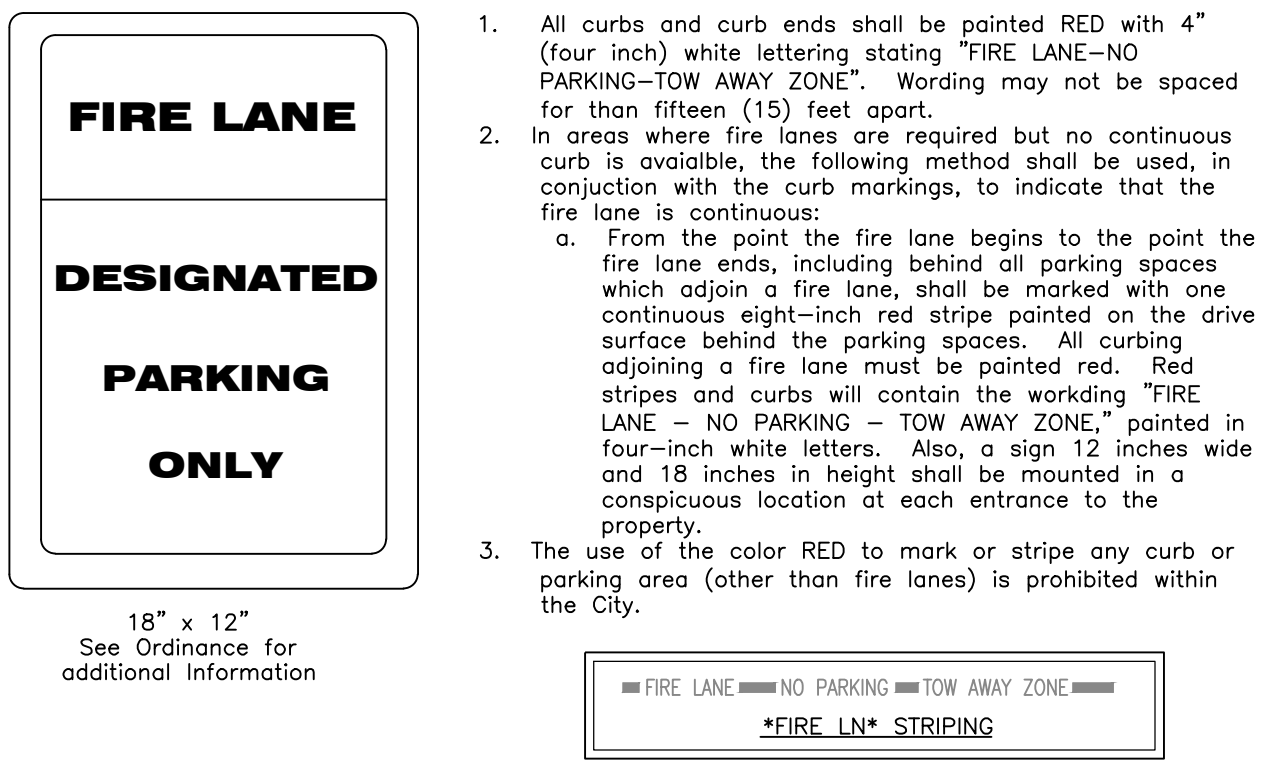 FIRE LANE
DESIGNATED
PARKING
ONLY
18" x 12"
See Ordinance for
additional Information
1. All curbs and curb ends shall be painted RED with 4"
(four inch) white lettering stating "FIRE LANE-NO
PARKING-TOW AWAY ZONE". Wording may not be spaced
for than fifteen (15) feet apart.
2. In areas where fire lanes are required but no continuous
curb is avaialble, the following method shall be used, in
conjuction with the curb markings, to indicate that the
fire lane is continuous:
a. From the point the fire lane begins to the point the
fire lane ends, including behind all parking spaces
which adjoin a fire lane, shall be marked with one
continuous eight-inch red stripe painted on the drive
surface behind the parking spaces. All curbing
adjoining a fire lane must be painted red. Red
stripes and curbs will contain the workding "FIRE
LANE - NO PARKING - TOW AWAY ZONE," painted in
four-inch white letters. Also, a sign 12 inches wide
and 18 inches in height shall be mounted in a
conspicuous location at each entrance to the
property.
3. The use of the color RED to mark or stripe any curb or
parking area (other than fire lanes) is prohibited within
the City.
FIRE LANE NO PARKING TOW AWAY ZONE
*FIRE LN* STRIPING